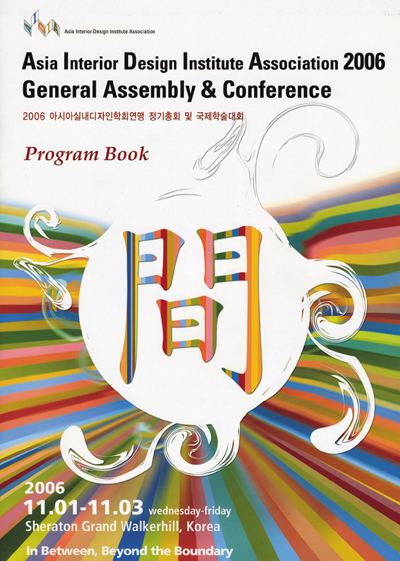 Asia Interior Design Institute Association
Asia Interior Design Institute Association 2006
General Assembly & Conference
2006 아시아실내디자인학회연맹 정기총회 및 국제학술대회
Program Book
間
2006
11.01-11.03 wednesday-friday
Sheraton Grand Walkerhill, Korea
In Between, Beyond the Boundary